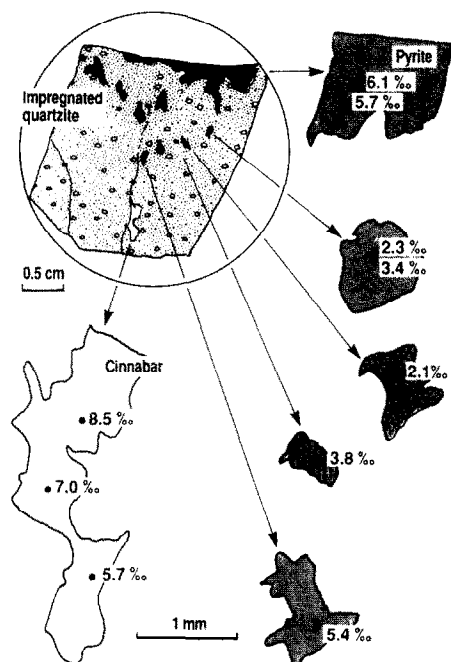 Impregnated
quartzite
Pyrite
6.1 ‰
5.7 ‰
0.5 cm
2.3 ‰
3.4 ‰
2.1‰
Cinnabar
8.5 ‰
3.8 ‰
7.0 ‰
5.7 ‰
1 mm
5.4 ‰